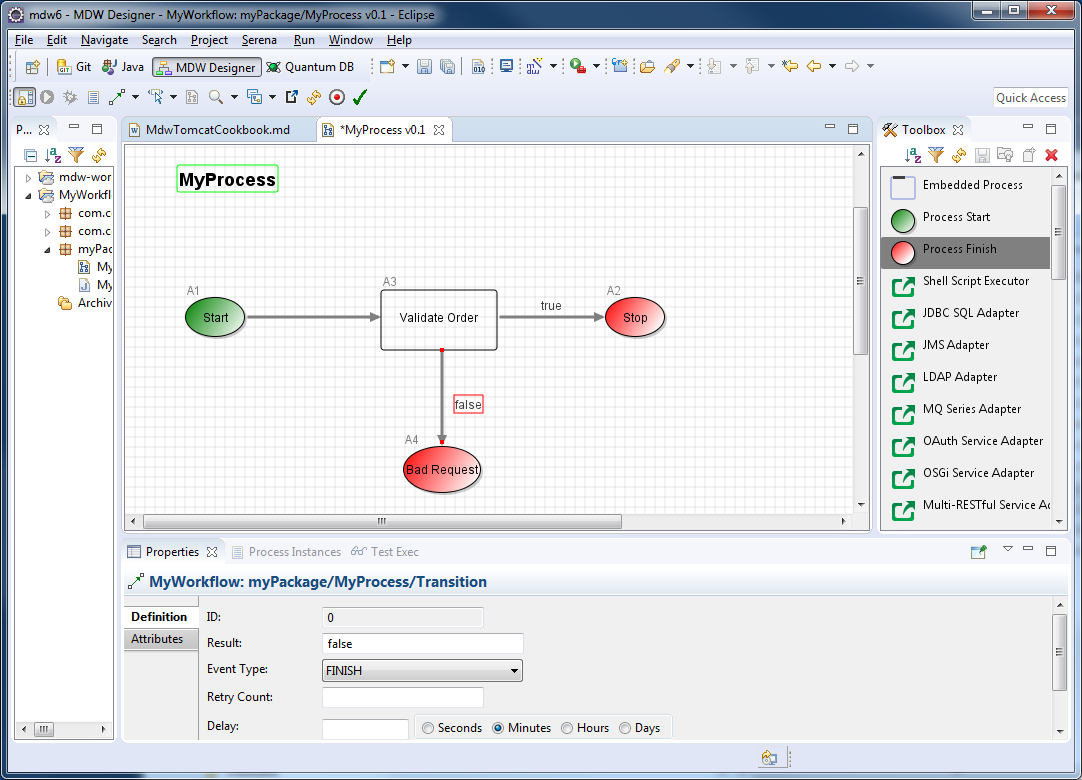 mdw6 - MDW Designer - MyWorkflow: myPackage/MyProcess v0.1 - Eclipse
File Edit Navigate Search Project Serena Run Window Help
Git Java MDW Designer Quantum DB
010
Quick Access
P...
mdw-wor
MyWorkfl
com.c
com.c
myPac
My
My
Archiv
MdwTomcatCookbook.md *MyProcess v0.1
MyProcess
A1
Start
A3
Validate Order
true
A2
Stop
false
A4
Bad Request
Toolbox
Embedded Process
Process Start
Process Finish
Shell Script Executor
JDBC SQL Adapter
JMS Adapter
LDAP Adapter
MQ Series Adapter
OAuth Service Adapter
OSGi Service Adapter
Multi-RESTful Service Ac
Properties Process Instances Test Exec
MyWorkflow: myPackage/MyProcess/Transition
Definition
Attributes
ID: 0
Result: false
Event Type: FINISH
Retry Count:
Delay: Seconds Minutes Hours Days